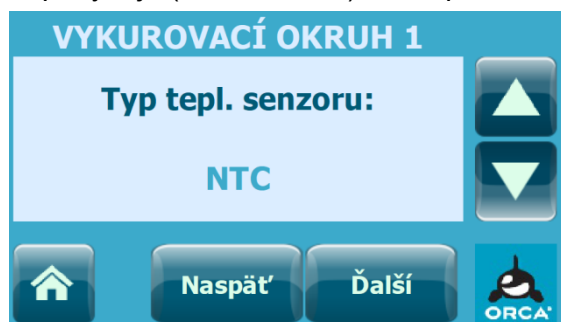 VYKUROVACÍ OKRUH 1
Typ tepl. senzoru:
NTC
Naspäť
Ďalší
ORCA